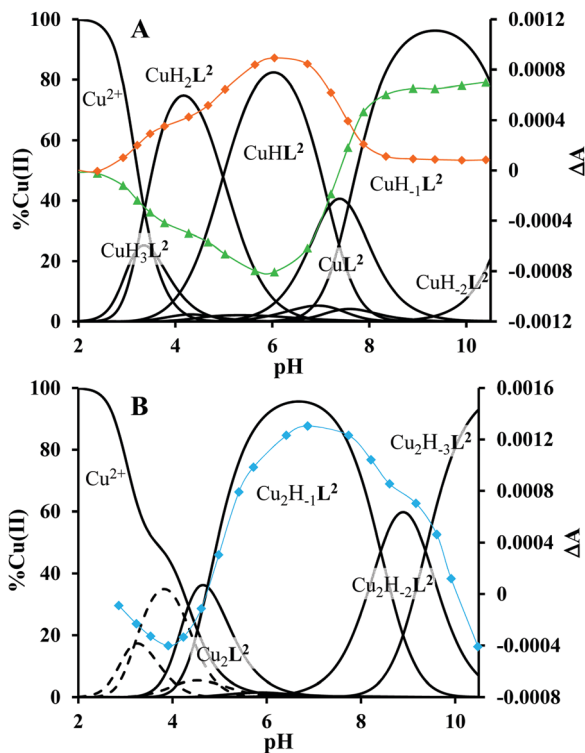 A
100
80
60
40
20
0
%Cu(II)
0.0012
0.0008
0.0004
0
-0.0004
-0.0008
-0.0012
ΔA
Cu²⁺
CuH₂L²
CuHL²
CuH₋₁L²
CuH₃L²
CuL²
CuH₋₂L²
2 4 6 8 10
pH
B
100
80
60
40
20
0
%Cu(II)
0.0016
0.0012
0.0008
0.0004
0
-0.0004
-0.0008
ΔA
Cu²⁺
Cu₂H₋₃L²
Cu₂H₋₁L²
Cu₂H₋₂L²
Cu₂L²
2 4 6 8 10
pH